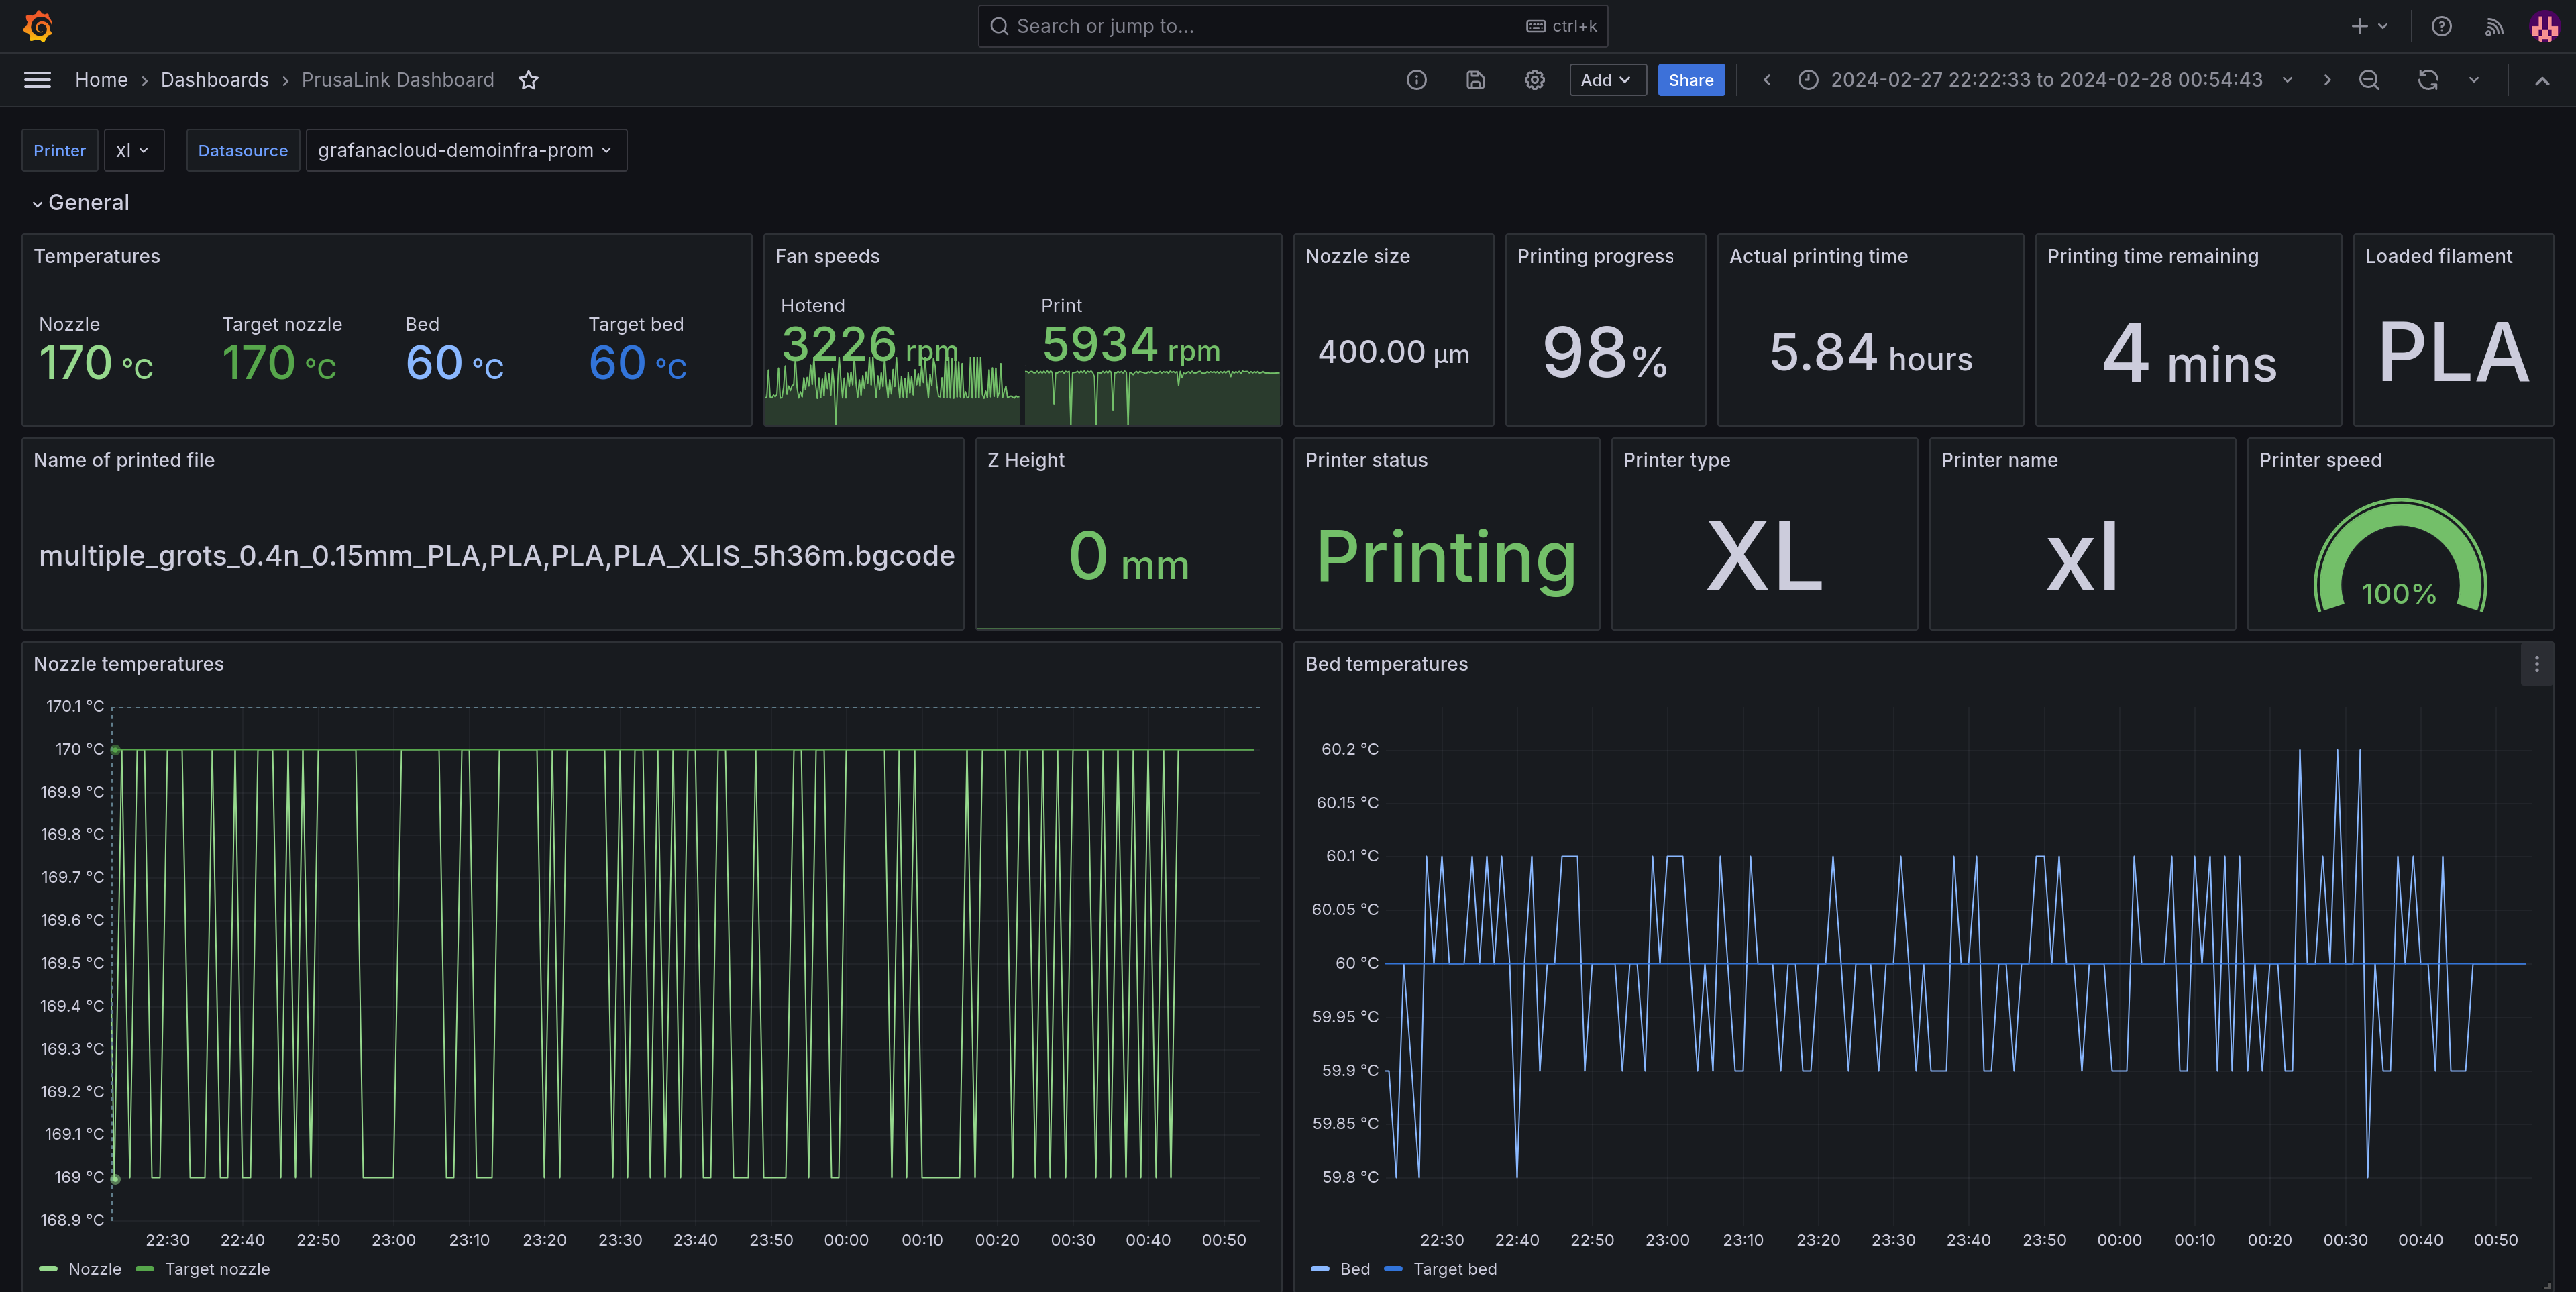 Search or jump to... ctrl+k
Home › Dashboards › PrusaLink Dashboard
Add Share 2024-02-27 22:22:33 to 2024-02-28 00:54:43
Printer xl Datasource grafanacloud-demoinfra-prom
General
Temperatures
Nozzle Target nozzle Bed Target bed
170 °C 170 °C 60 °C 60 °C
Fan speeds
Hotend Print
3226 rpm 5934 rpm
Nozzle size
400.00 µm
Printing progress
98%
Actual printing time
5.84 hours
Printing time remaining
4 mins
Loaded filament
PLA
Name of printed file
multiple_grots_0.4n_0.15mm_PLA,PLA,PLA,PLA_XLIS_5h36m.bgcode
Z Height
0 mm
Printer status
Printing
Printer type
XL
Printer name
xl
Printer speed
100%
Nozzle temperatures
170.1 °C
170 °C
169.9 °C
169.8 °C
169.7 °C
169.6 °C
169.5 °C
169.4 °C
169.3 °C
169.2 °C
169.1 °C
169 °C
168.9 °C
22:30 22:40 22:50 23:00 23:10 23:20 23:30 23:40 23:50 00:00 00:10 00:20 00:30 00:40 00:50
Nozzle Target nozzle
Bed temperatures
60.2 °C
60.15 °C
60.1 °C
60.05 °C
60 °C
59.95 °C
59.9 °C
59.85 °C
59.8 °C
22:30 22:40 22:50 23:00 23:10 23:20 23:30 23:40 23:50 00:00 00:10 00:20 00:30 00:40 00:50
Bed Target bed